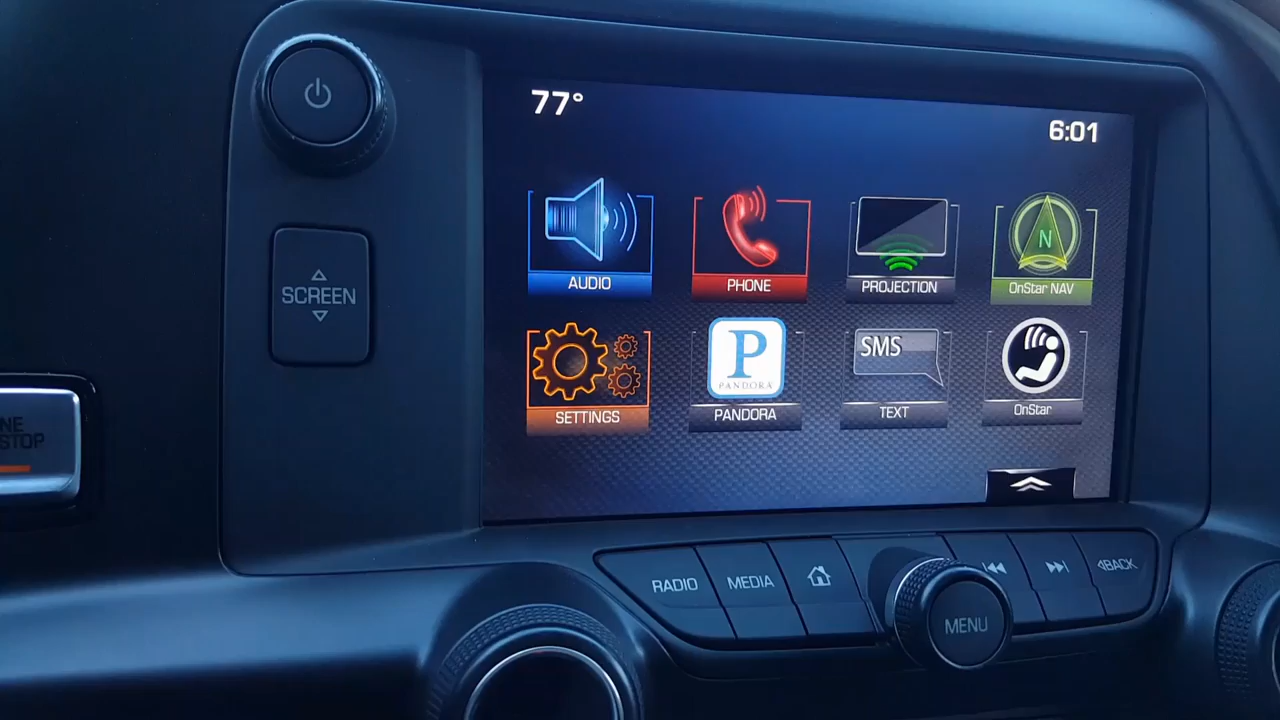 77°
6:01
AUDIO
PHONE
PROJECTION
N
OnStar NAV
SETTINGS
P
PANDORA
PANDORA
SMS
TEXT
OnStar
SCREEN
STOP
RADIO
MEDIA
MENU
BACK